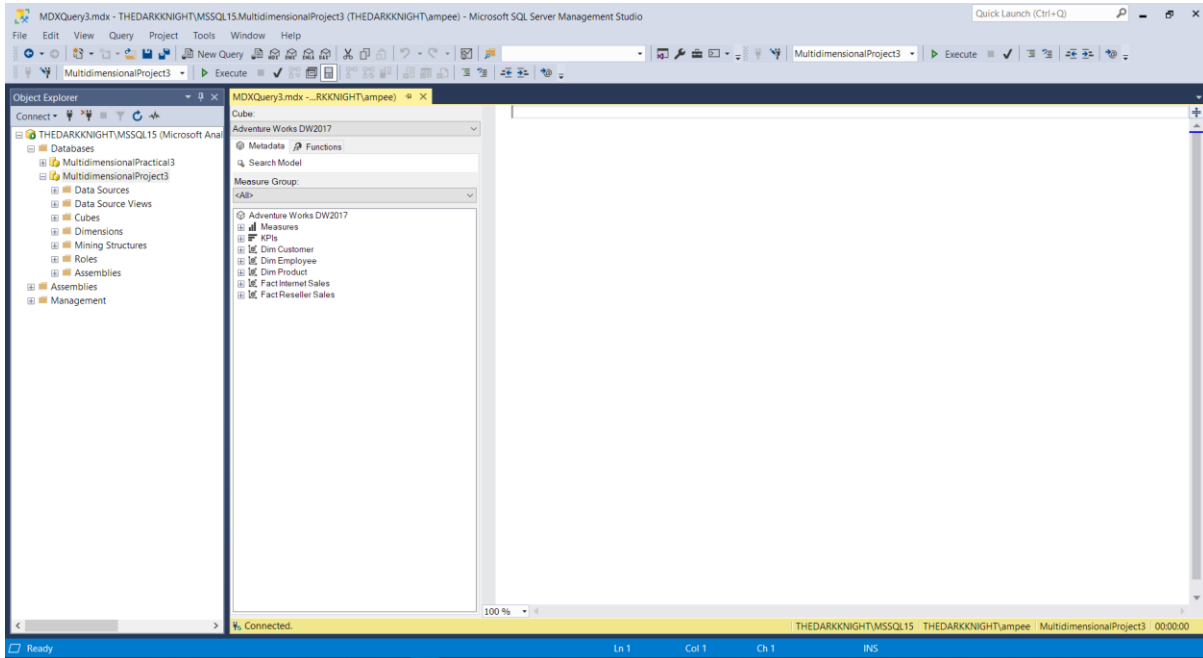 MDXQuery3.mdx - THEDARKKNIGHT\MSSQL15.MultidimensionalProject3 (THEDARKKNIGHT\ampee) - Microsoft SQL Server Management Studio
Quick Launch (Ctrl+Q)
File Edit View Query Project Tools Window Help
New Query
MultidimensionalProject3 Execute
MultidimensionalProject3 Execute
Object Explorer
Connect
THEDARKKNIGHT\MSSQL15 (Microsoft Anal
Databases
MultidimensionalPractical3
MultidimensionalProject3
Data Sources
Data Source Views
Cubes
Dimensions
Mining Structures
Roles
Assemblies
Assemblies
Management
MDXQuery3.mdx -...RKKNIGHT\ampee)
Cube:
Adventure Works DW2017
Metadata Functions
Search Model
Measure Group:
<All>
Adventure Works DW2017
Measures
KPIs
Dim Customer
Dim Employee
Dim Product
Fact Internet Sales
Fact Reseller Sales
100 %
Connected.
THEDARKKNIGHT\MSSQL15 THEDARKKNIGHT\ampee MultidimensionalProject3 00:00:00
Ready Ln 1 Col 1 Ch 1 INS